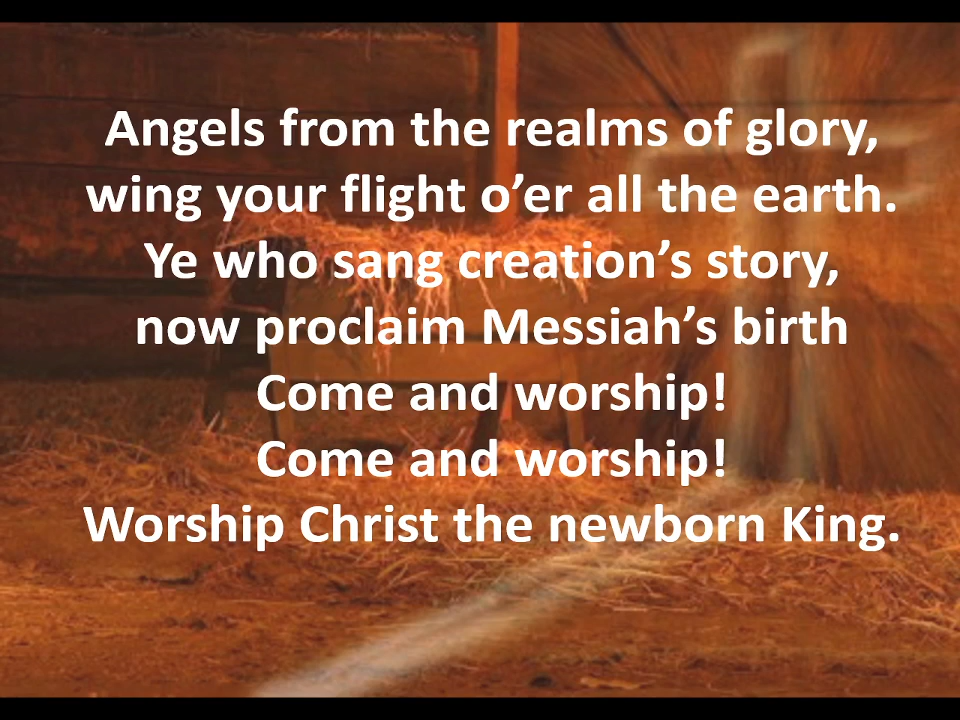 Angels from the realms of glory,
wing your flight o’er all the earth.
Ye who sang creation’s story,
now proclaim Messiah’s birth
Come and worship!
Come and worship!
Worship Christ the newborn King.